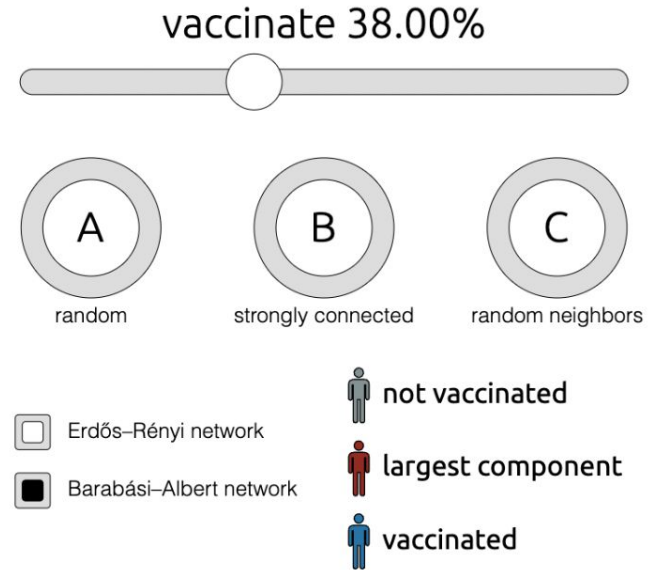 vaccinate 38.00%
A
B
C
random
strongly connected
random neighbors
Erdős–Rényi network
Barabási–Albert network
not vaccinated
largest component
vaccinated